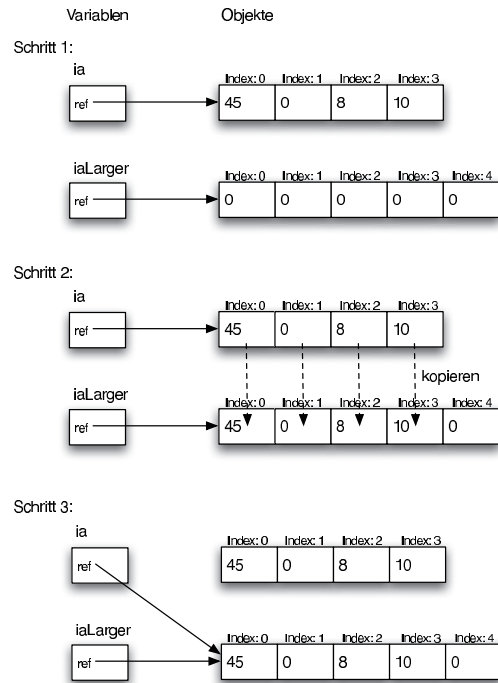 Variablen Objekte
Schritt 1:
ia
Index: 0 Index: 1 Index: 2 Index: 3
ref 45 0 8 10
iaLarger
Index: 0 Index: 1 Index: 2 Index: 3 Index: 4
ref 0 0 0 0 0
Schritt 2:
ia
Index: 0 Index: 1 Index: 2 Index: 3
ref 45 0 8 10
kopieren
iaLarger
Index: 0 Index: 1 Index: 2 Index: 3 Index: 4
ref 45 0 8 10 0
Schritt 3:
ia
Index: 0 Index: 1 Index: 2 Index: 3
ref 45 0 8 10
iaLarger
Index: 0 Index: 1 Index: 2 Index: 3 Index: 4
ref 45 0 8 10 0